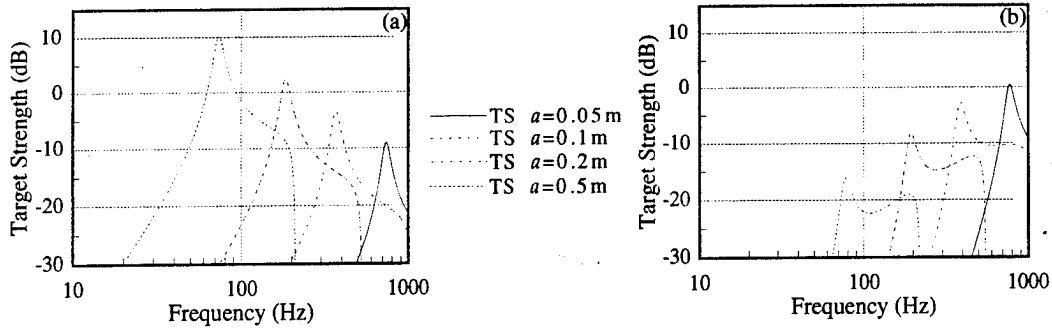 (a)
10
0
-10
-20
-30
Target Strength (dB)
10
100
1000
Frequency (Hz)
TS a=0.05 m
TS a=0.1 m
TS a=0.2 m
TS a=0.5 m
(b)
10
0
-10
-20
-30
Target Strength (dB)
10
100
1000
Frequency (Hz)